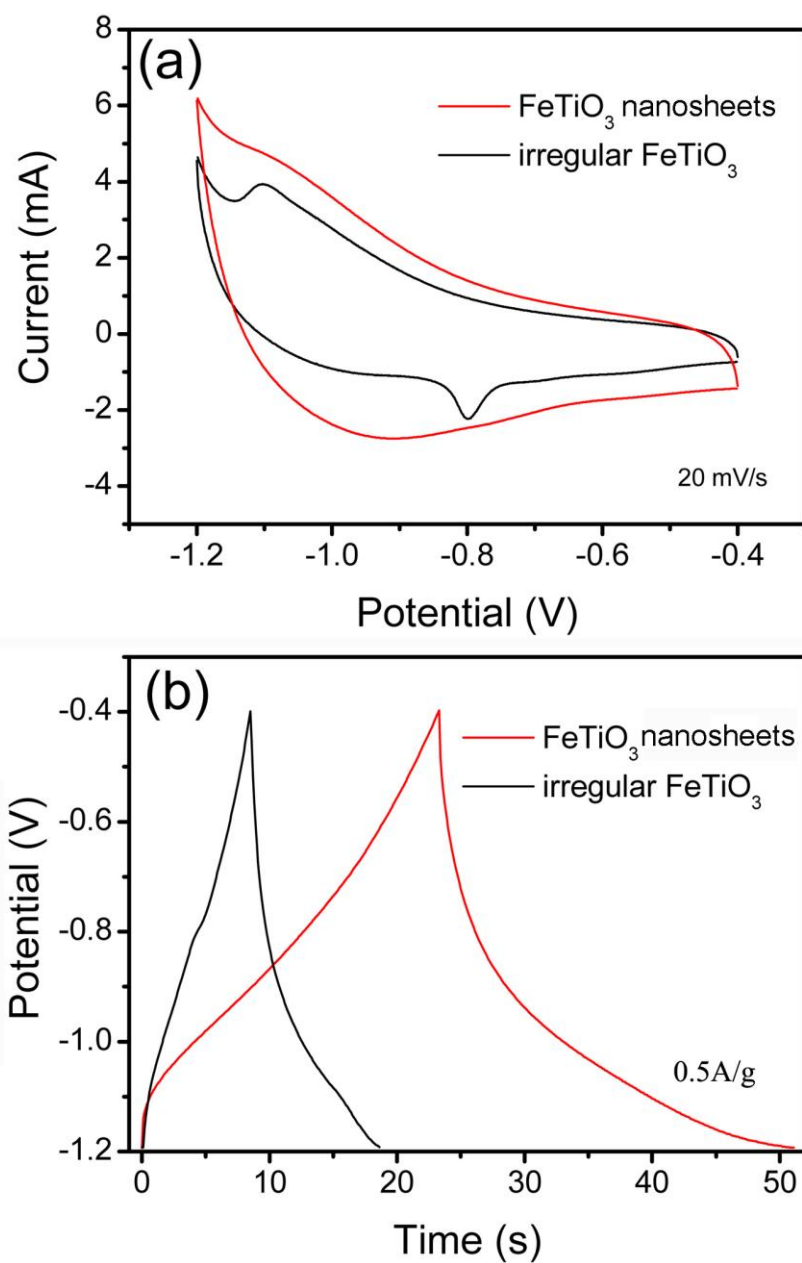 (a)
FeTiO₃ nanosheets
irregular FeTiO₃
8
6
4
2
0
-2
-4
Current (mA)
20 mV/s
-1.2 -1.0 -0.8 -0.6 -0.4
Potential (V)
(b)
FeTiO₃ nanosheets
irregular FeTiO₃
-0.4
-0.6
-0.8
-1.0
-1.2
Potential (V)
0.5A/g
0 10 20 30 40 50
Time (s)